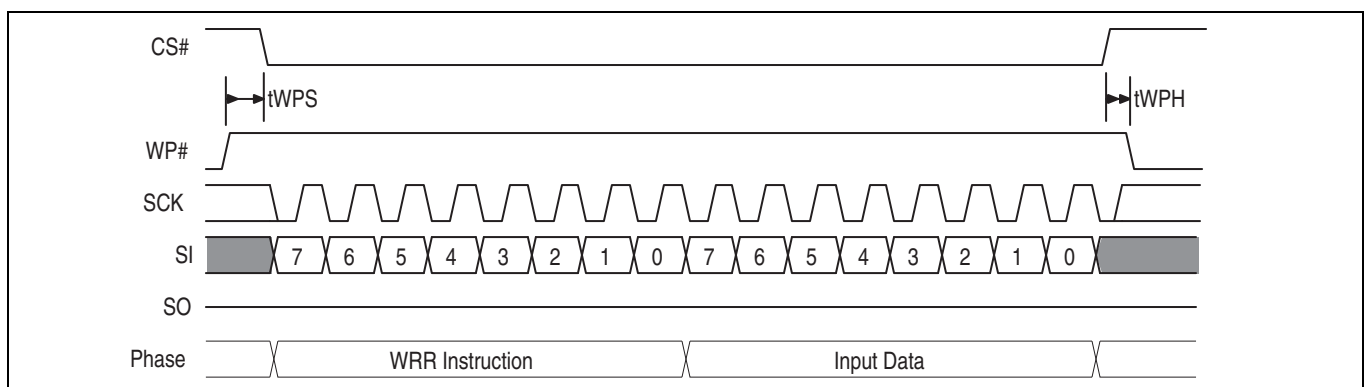 CS#
tWPS
tWPH
WP#
SCK
SI 7 6 5 4 3 2 1 0 7 6 5 4 3 2 1 0
SO
Phase WRR Instruction Input Data